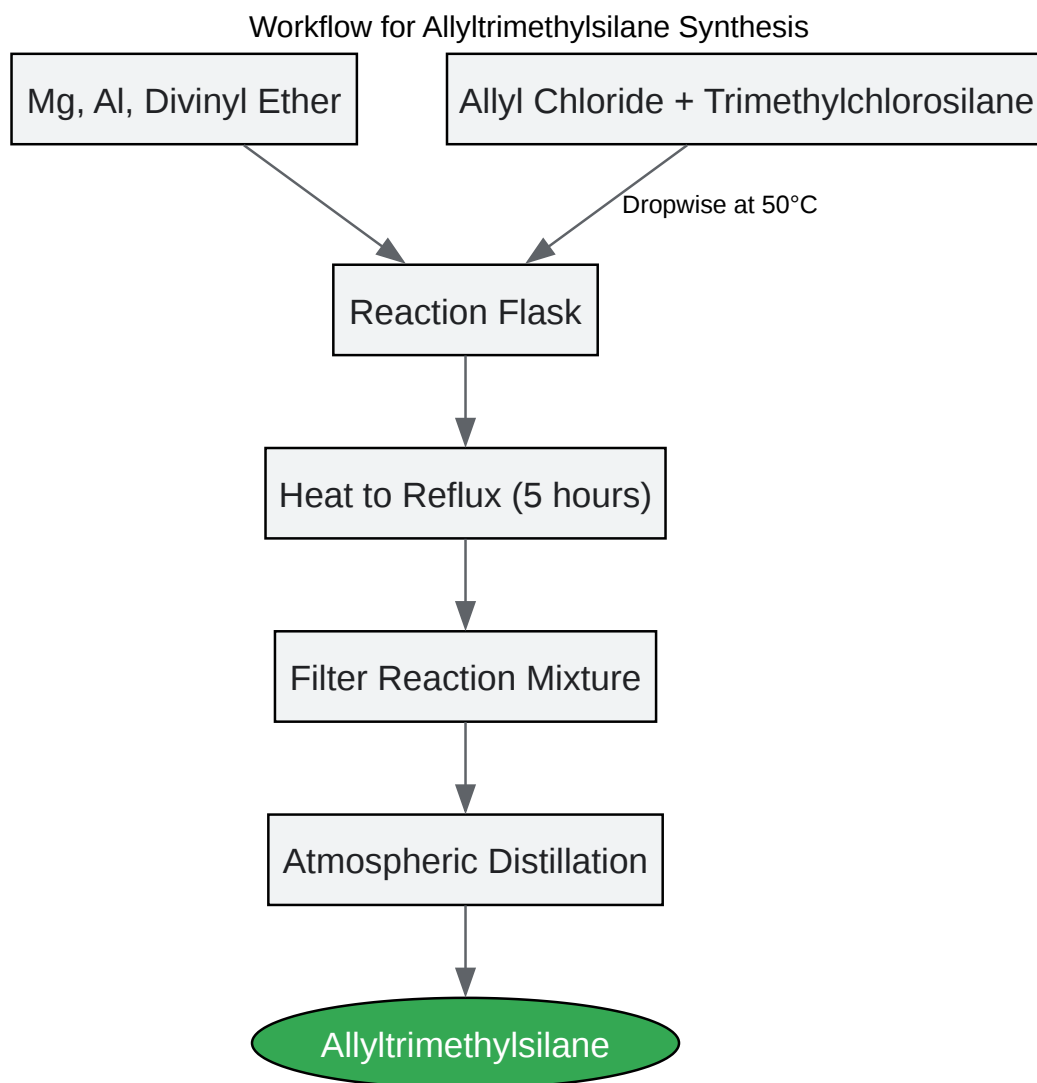 Workflow for Allyltrimethylsilane Synthesis
Mg, Al, Divinyl Ether
Allyl Chloride + Trimethylchlorosilane
Dropwise at 50°C
Reaction Flask
Heat to Reflux (5 hours)
Filter Reaction Mixture
Atmospheric Distillation
Allyltrimethylsilane